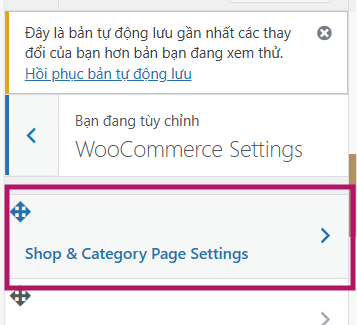 Đây là bản tự động lưu gần nhất các thay
đổi của bạn hơn bản bạn đang xem thử.
Hồi phục bản tự động lưu
Bạn đang tùy chỉnh
WooCommerce Settings
Shop & Category Page Settings